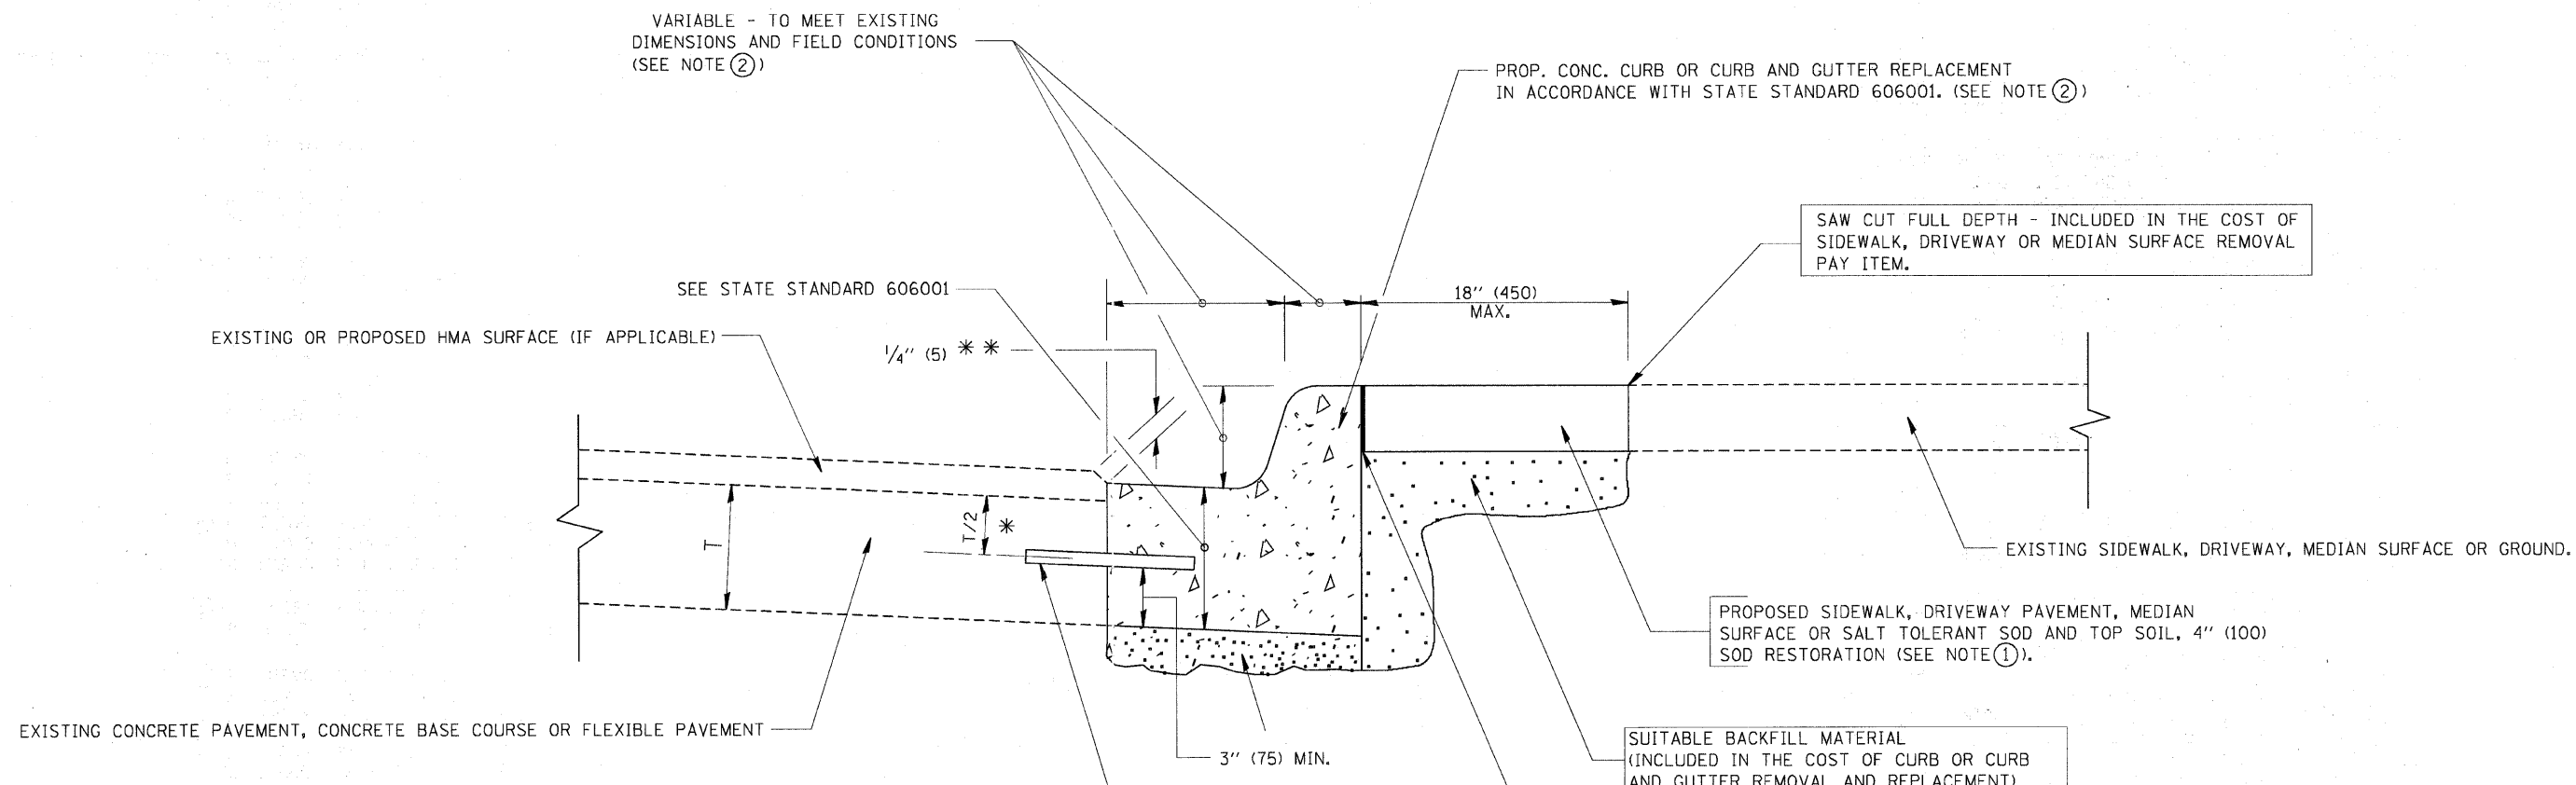 VARIABLE - TO MEET EXISTING
DIMENSIONS AND FIELD CONDITIONS
(SEE NOTE ②)
PROP. CONC. CURB OR CURB AND GUTTER REPLACEMENT
IN ACCORDANCE WITH STATE STANDARD 606001. (SEE NOTE ②)
SAW CUT FULL DEPTH - INCLUDED IN THE COST OF
SIDEWALK, DRIVEWAY OR MEDIAN SURFACE REMOVAL
PAY ITEM.
SEE STATE STANDARD 606001
18" (450)
MAX.
EXISTING OR PROPOSED HMA SURFACE (IF APPLICABLE)
1/4" (5) * *
T
T/2 *
EXISTING SIDEWALK, DRIVEWAY, MEDIAN SURFACE OR GROUND.
PROPOSED SIDEWALK, DRIVEWAY PAVEMENT, MEDIAN
SURFACE OR SALT TOLERANT SOD AND TOP SOIL, 4" (100)
SOD RESTORATION (SEE NOTE ①).
EXISTING CONCRETE PAVEMENT, CONCRETE BASE COURSE OR FLEXIBLE PAVEMENT
3" (75) MIN.
SUITABLE BACKFILL MATERIAL
(INCLUDED IN THE COST OF CURB OR CURB
AND GUTTER REMOVAL AND REPLACEMENT)